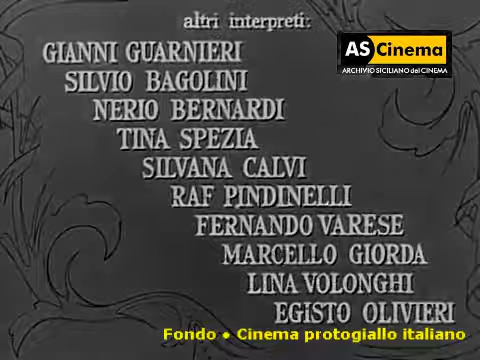 altri interpreti:
AS Cinema
ARCHIVIO SICILIANO del CINEMA
GIANNI GUARNIERI
SILVIO BAGOLINI
NERIO BERNARDI
TINA SPEZIA
SILVANA CALVI
RAF PINDINELLI
FERNANDO VARESE
MARCELLO GIORDA
LINA VOLONGHI
EGISTO OLIVIERI
Fondo • Cinema protogiallo italiano